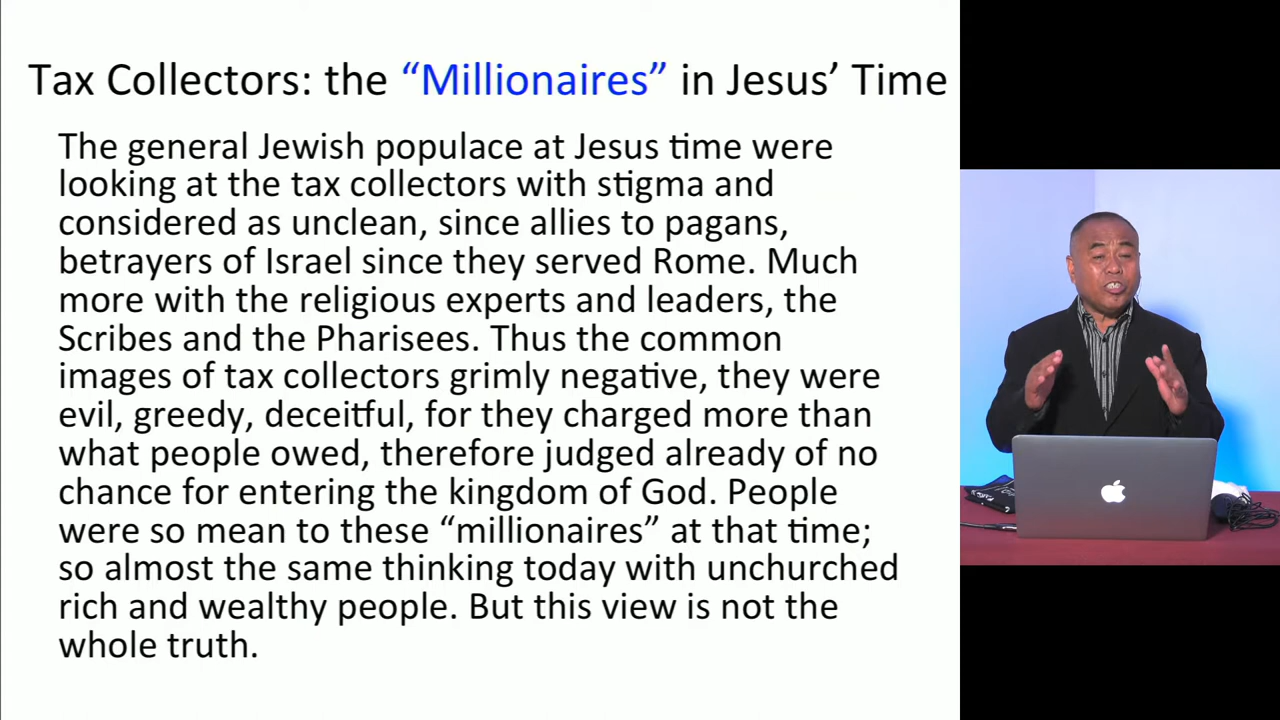 Tax Collectors: the “Millionaires” in Jesus’ Time
The general Jewish populace at Jesus time were
looking at the tax collectors with stigma and
considered as unclean, since allies to pagans,
betrayers of Israel since they served Rome. Much
more with the religious experts and leaders, the
Scribes and the Pharisees. Thus the common
images of tax collectors grimly negative, they were
evil, greedy, deceitful, for they charged more than
what people owed, therefore judged already of no
chance for entering the kingdom of God. People
were so mean to these “millionaires” at that time;
so almost the same thinking today with unchurched
rich and wealthy people. But this view is not the
whole truth.